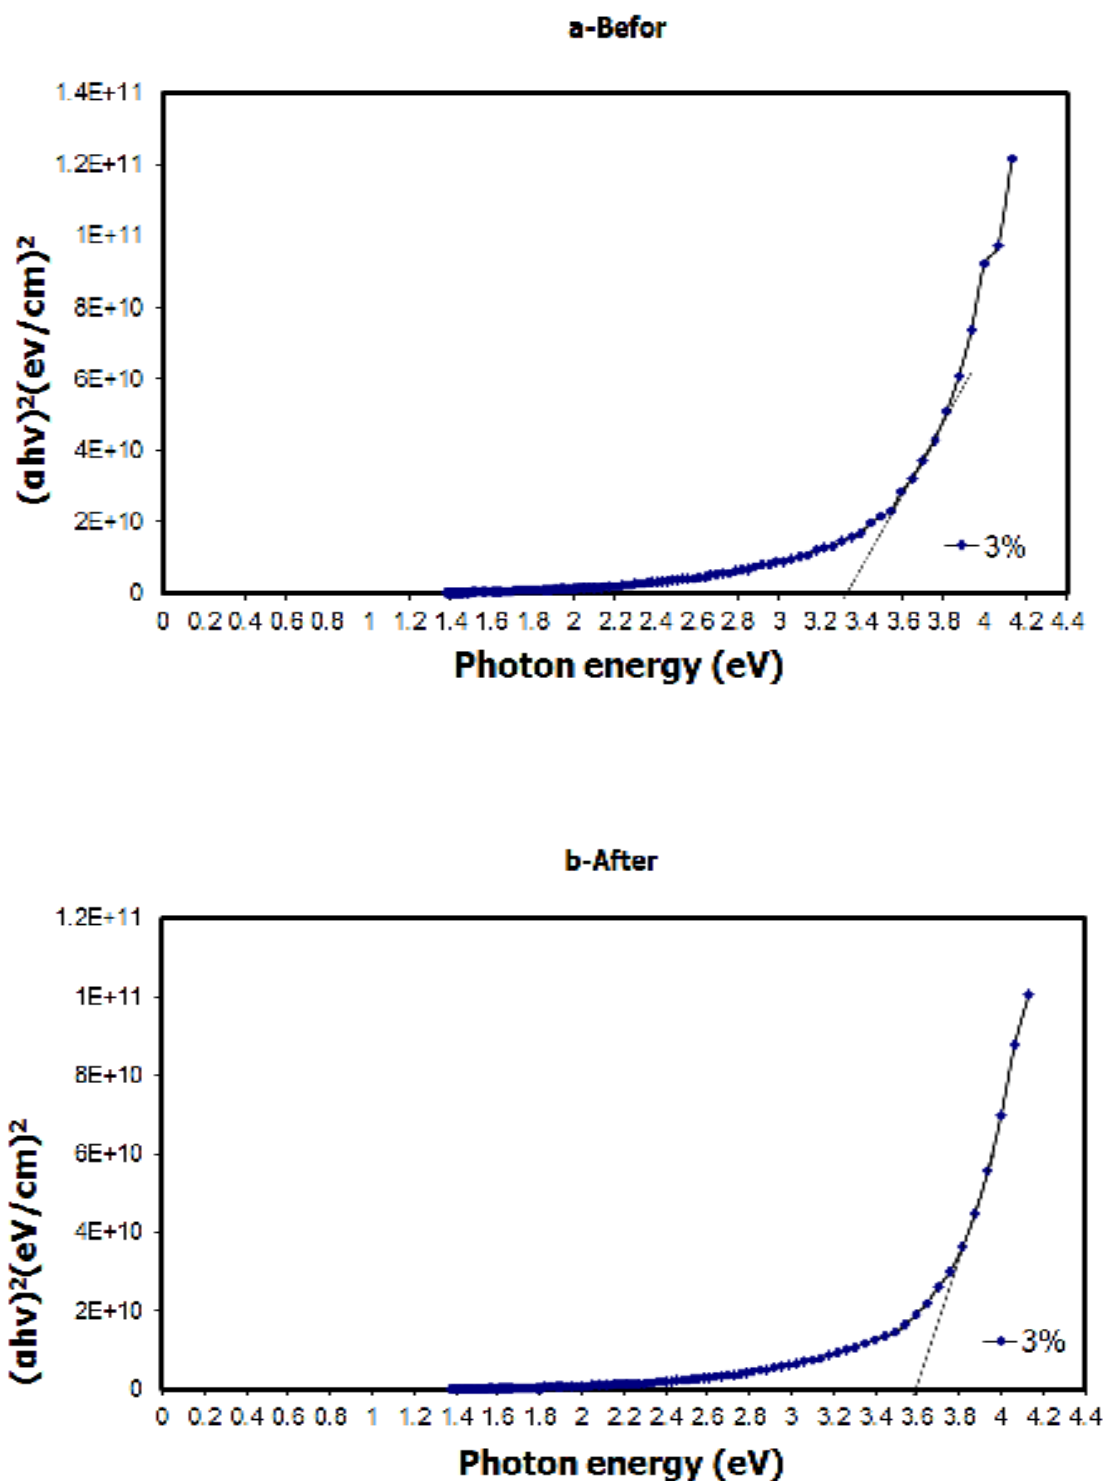 a-Befor
1.4E+11
1.2E+11
1E+11
8E+10
6E+10
4E+10
2E+10
0
(αhν)²(ev/cm)²
3%
0 0.2 0.4 0.6 0.8 1 1.2 1.4 1.6 1.8 2 2.2 2.4 2.6 2.8 3 3.2 3.4 3.6 3.8 4 4.2 4.4
Photon energy (eV)
b-After
1.2E+11
1E+11
8E+10
6E+10
4E+10
2E+10
0
(αhν)²(eV/cm)²
3%
0 0.2 0.4 0.6 0.8 1 1.2 1.4 1.6 1.8 2 2.2 2.4 2.6 2.8 3 3.2 3.4 3.6 3.8 4 4.2 4.4
Photon energy (eV)